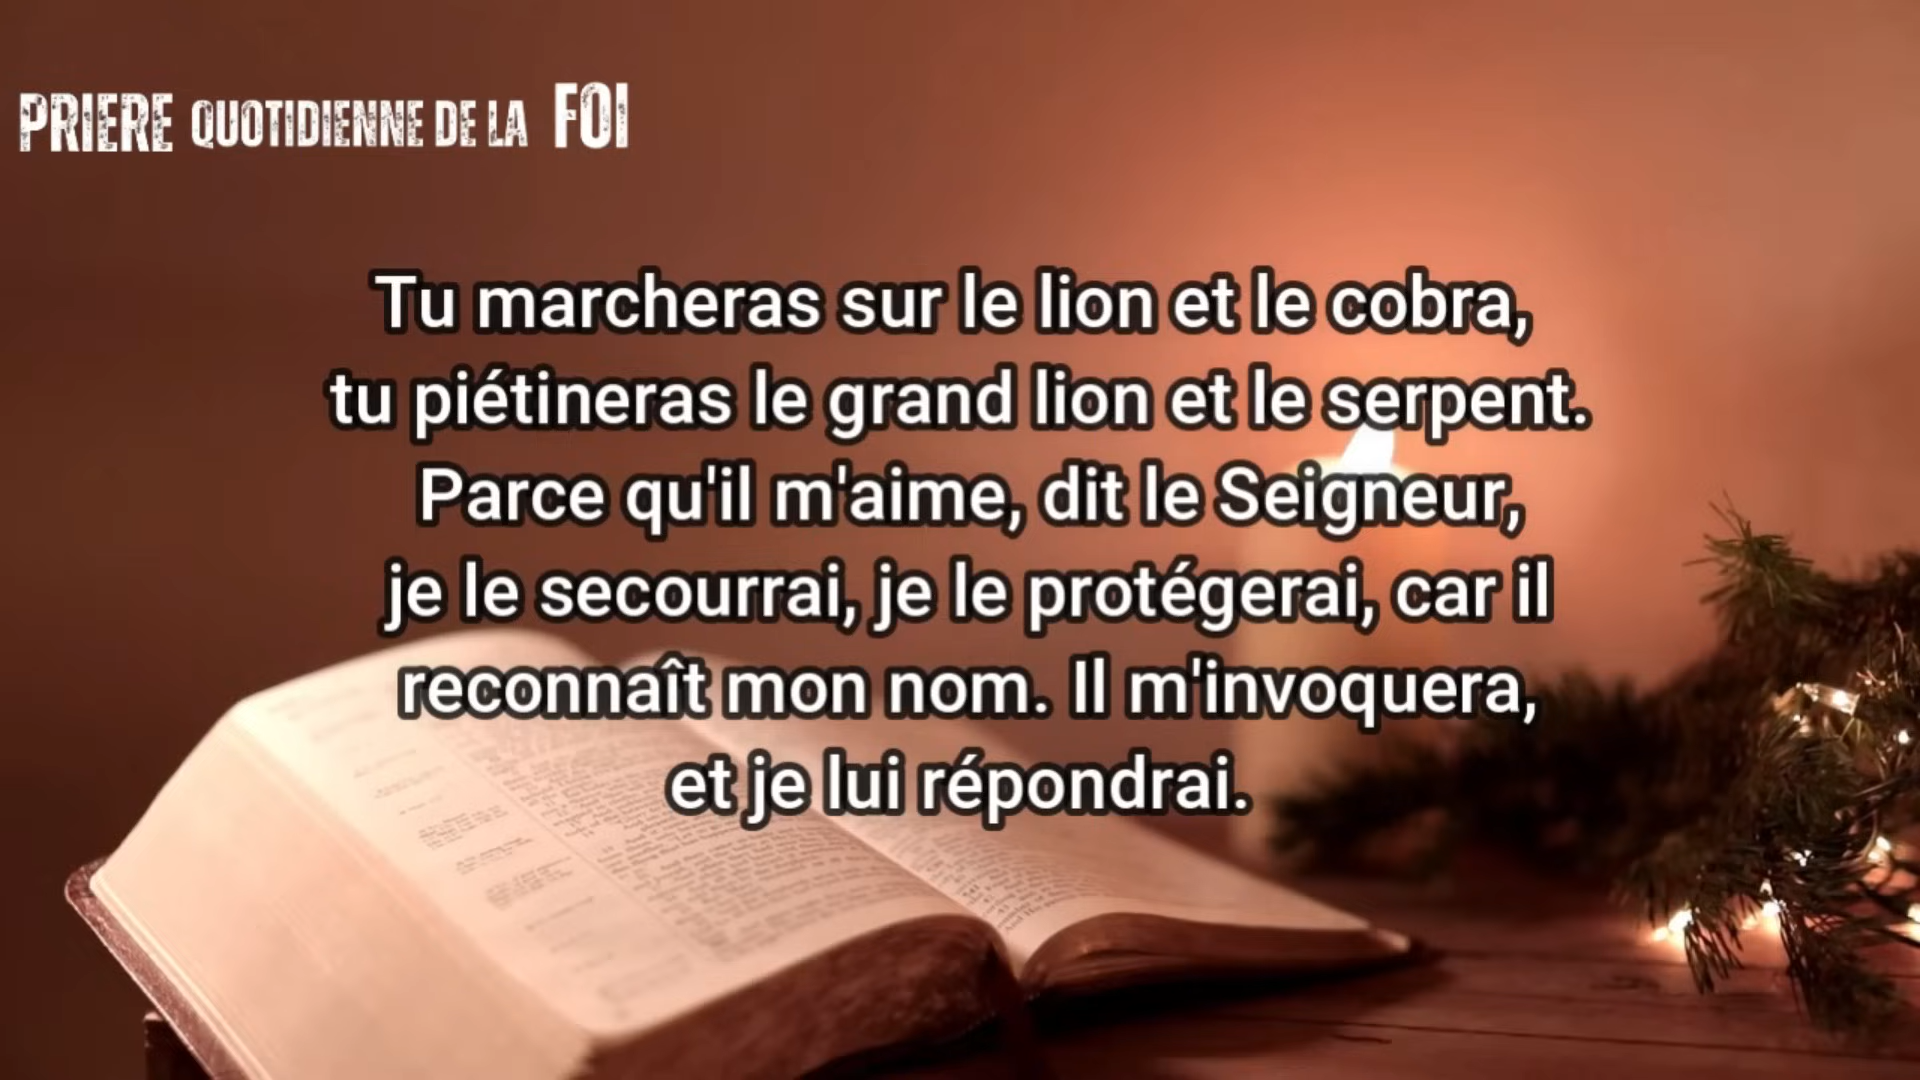 PRIERE QUOTIDIENNE DE LA FOI
Tu marcheras sur le lion et le cobra,
tu piétineras le grand lion et le serpent.
Parce qu'il m'aime, dit le Seigneur,
je le secourrai, je le protégerai, car il
reconnaît mon nom. Il m'invoquera,
et je lui répondrai.